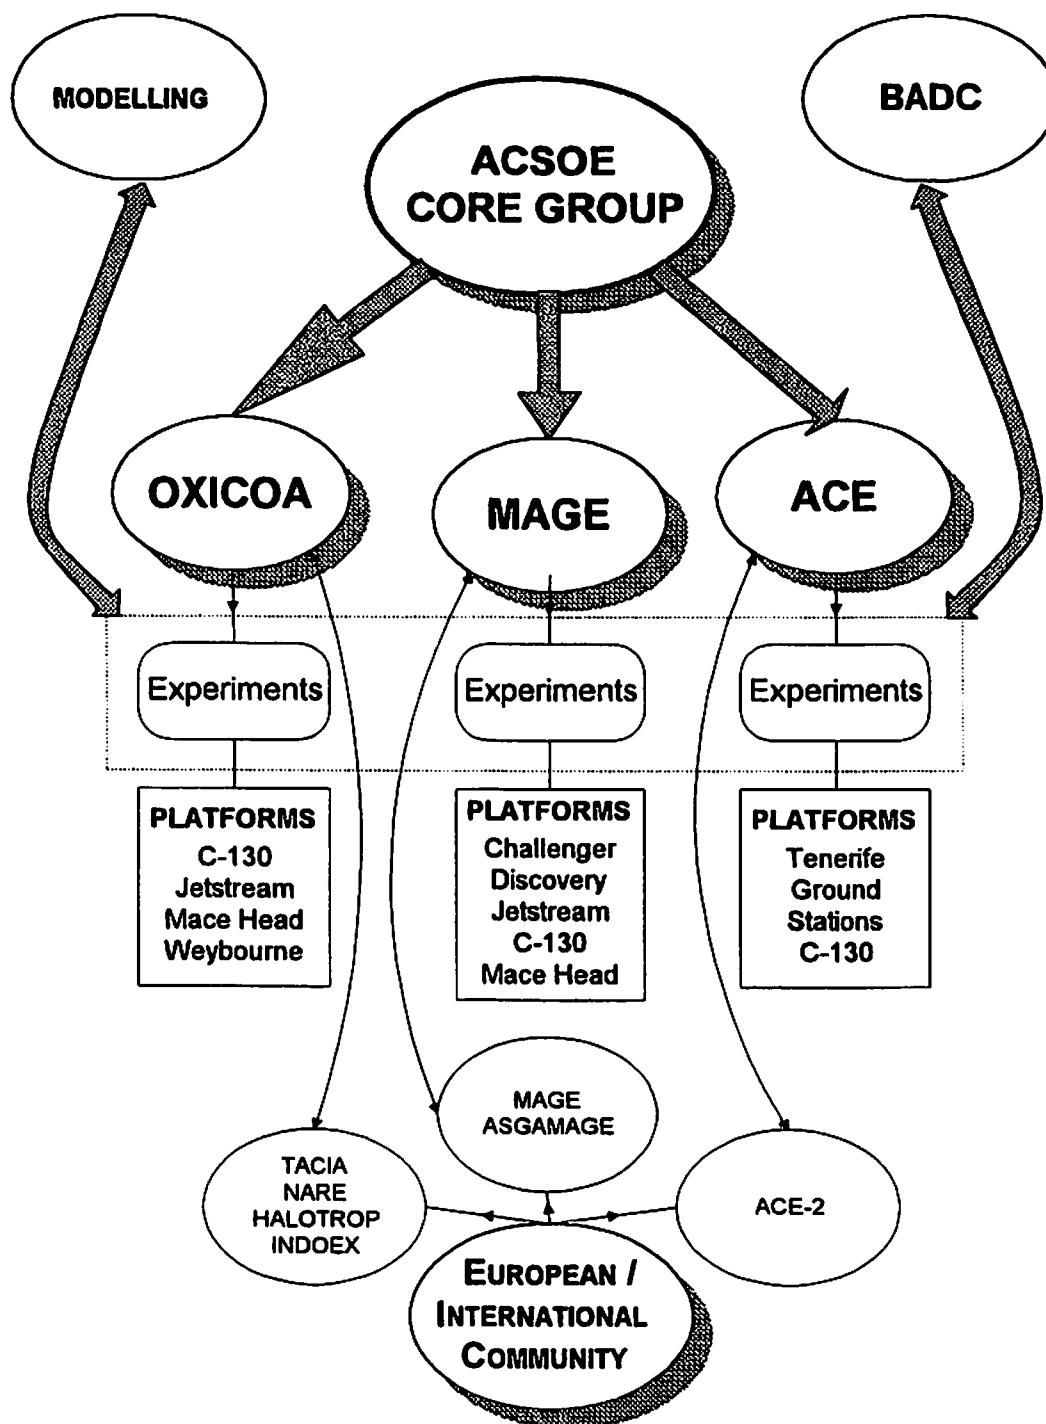 MODELLING
BADC
ACSOE
CORE GROUP
OXICOA
MAGE
ACE
Experiments
Experiments
Experiments
PLATFORMS
C-130
Jetstream
Mace Head
Weybourne
PLATFORMS
Challenger
Discovery
Jetstream
C-130
Mace Head
PLATFORMS
Tenerife
Ground
Stations
C-130
MAGE
ASGAMAGE
TACIA
NARE
HALOTROP
INDOEX
ACE-2
EUROPEAN /
INTERNATIONAL
COMMUNITY